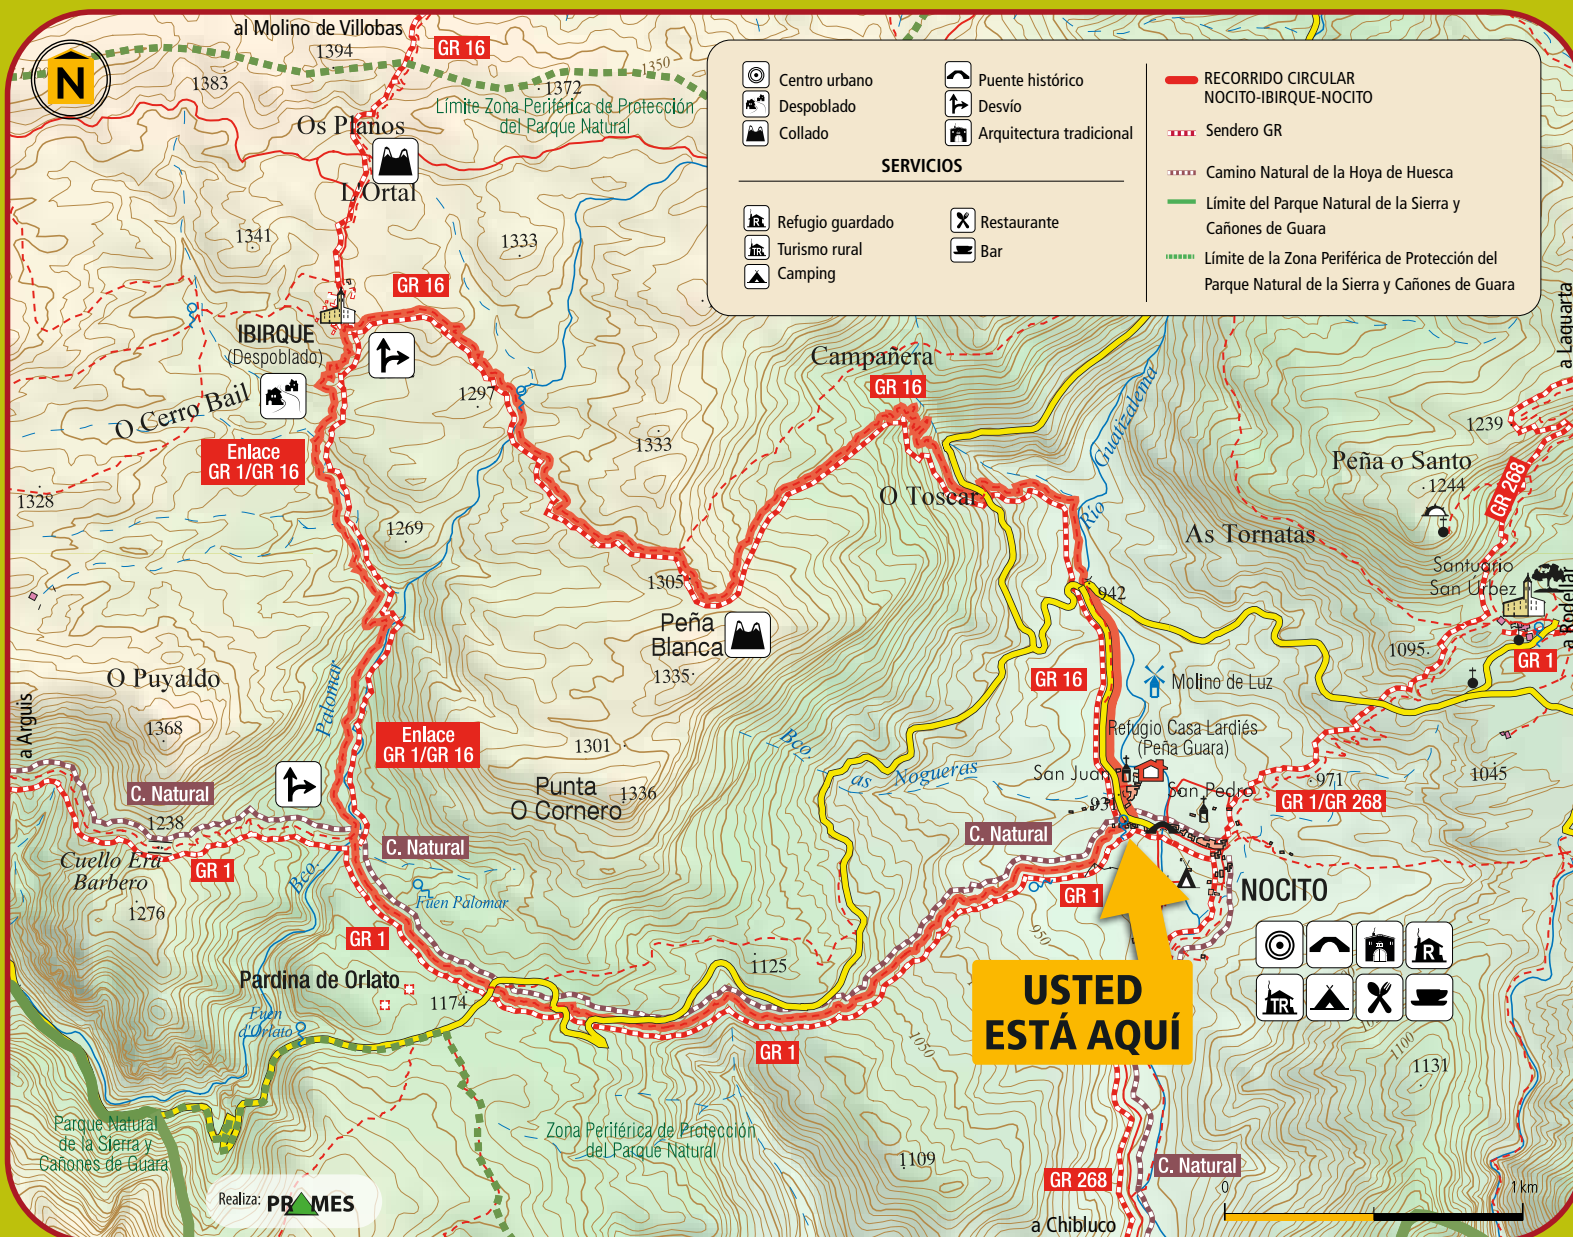 al Molino de Villobas
GR 16
1394
1350
1383
1372
Límite Zona Periférica de Protección
del Parque Natural
Os Planos
L'Ortal
1341
1333
N
Centro urbano
Despoblado
Collado
Puente histórico
Desvío
Arquitectura tradicional
SERVICIOS
Refugio guardado
Turismo rural
Camping
Restaurante
Bar
RECORRIDO CIRCULAR
NOCITO-IBIRQUE-NOCITO
Sendero GR
Camino Natural de la Hoya de Huesca
Límite del Parque Natural de la Sierra y
Cañones de Guara
Límite de la Zona Periférica de Protección del
Parque Natural de la Sierra y Cañones de Guara
a Laquarta
GR 16
IBIRQUE
(Despoblado)
O Cerro Bail
1297
Campañera
GR 16
Enlace
GR 1/GR 16
1333
1328
1269
O Toscar
Río Guatizalema
1239
Peña o Santo
1244
GR 268
As Tornatas
Santuario
San Úrbez
a Rodellar
GR 1
1305
Peña
Blanca
1335
942
1095
GR 16
Molino de Luz
Refugio Casa Lardiés
(Peña Guara)
O Puyaldo
1368
a Arguis
Palomar
Enlace
GR 1/GR 16
1301
Punta
O Cornero
1336
Bco. as Nogueras
San Juan
San Pedro
931
971
1045
GR 1/GR 268
C. Natural
1238
Cuello Era
Barbero
GR 1
1276
Bco.
C. Natural
Fuen Palomar
GR 1
C. Natural
GR 1
NOCITO
R
TR
950
Pardina de Orlato
1174
Fuen
d'Orlato
1125
GR 1
USTED
ESTÁ AQUÍ
1050
1100
1131
Parque Natural
de la Sierra y
Cañones de Guara
Zona Periférica de Protección
del Parque Natural
1109
GR 268
C. Natural
a Chibluco
Realiza: PRAMES
0
1 km